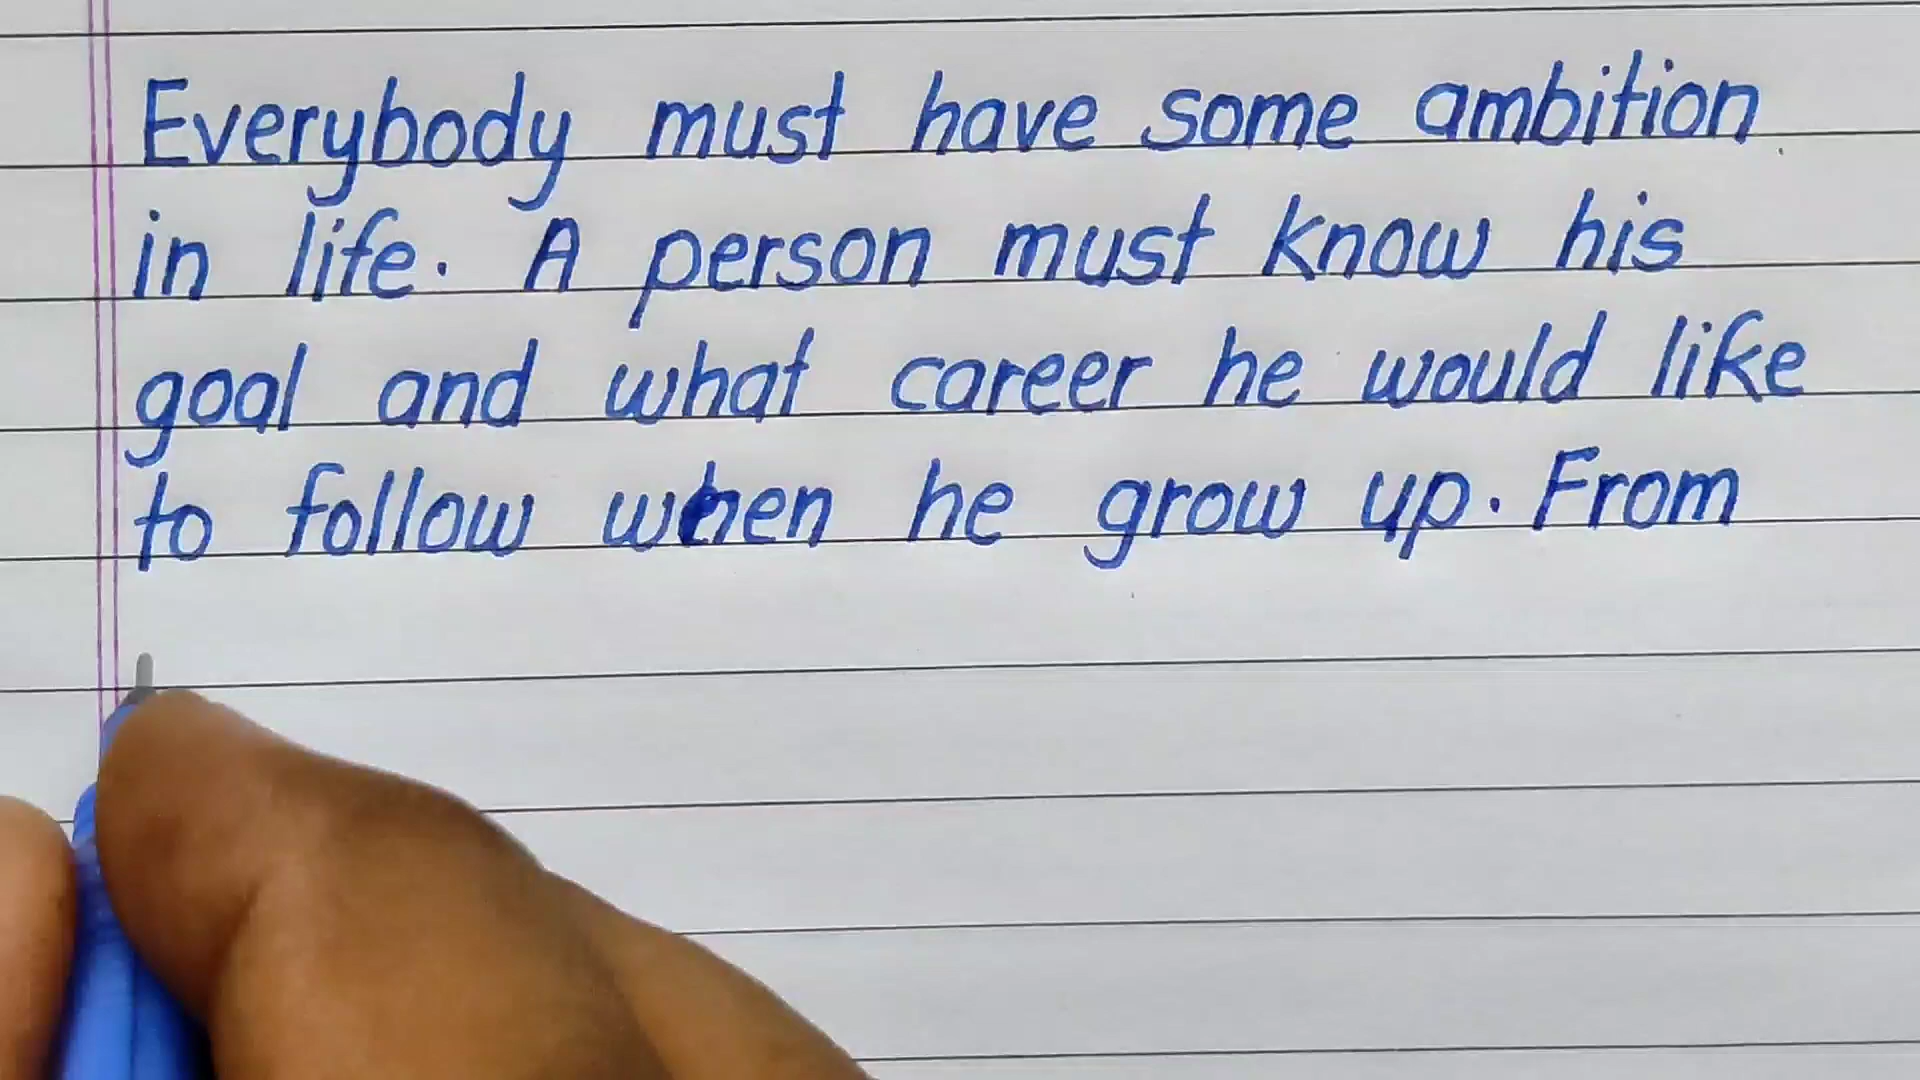 Everybody must have some ambition
in life. A person must know his
goal and what career he would like
to follow when he grow up. From